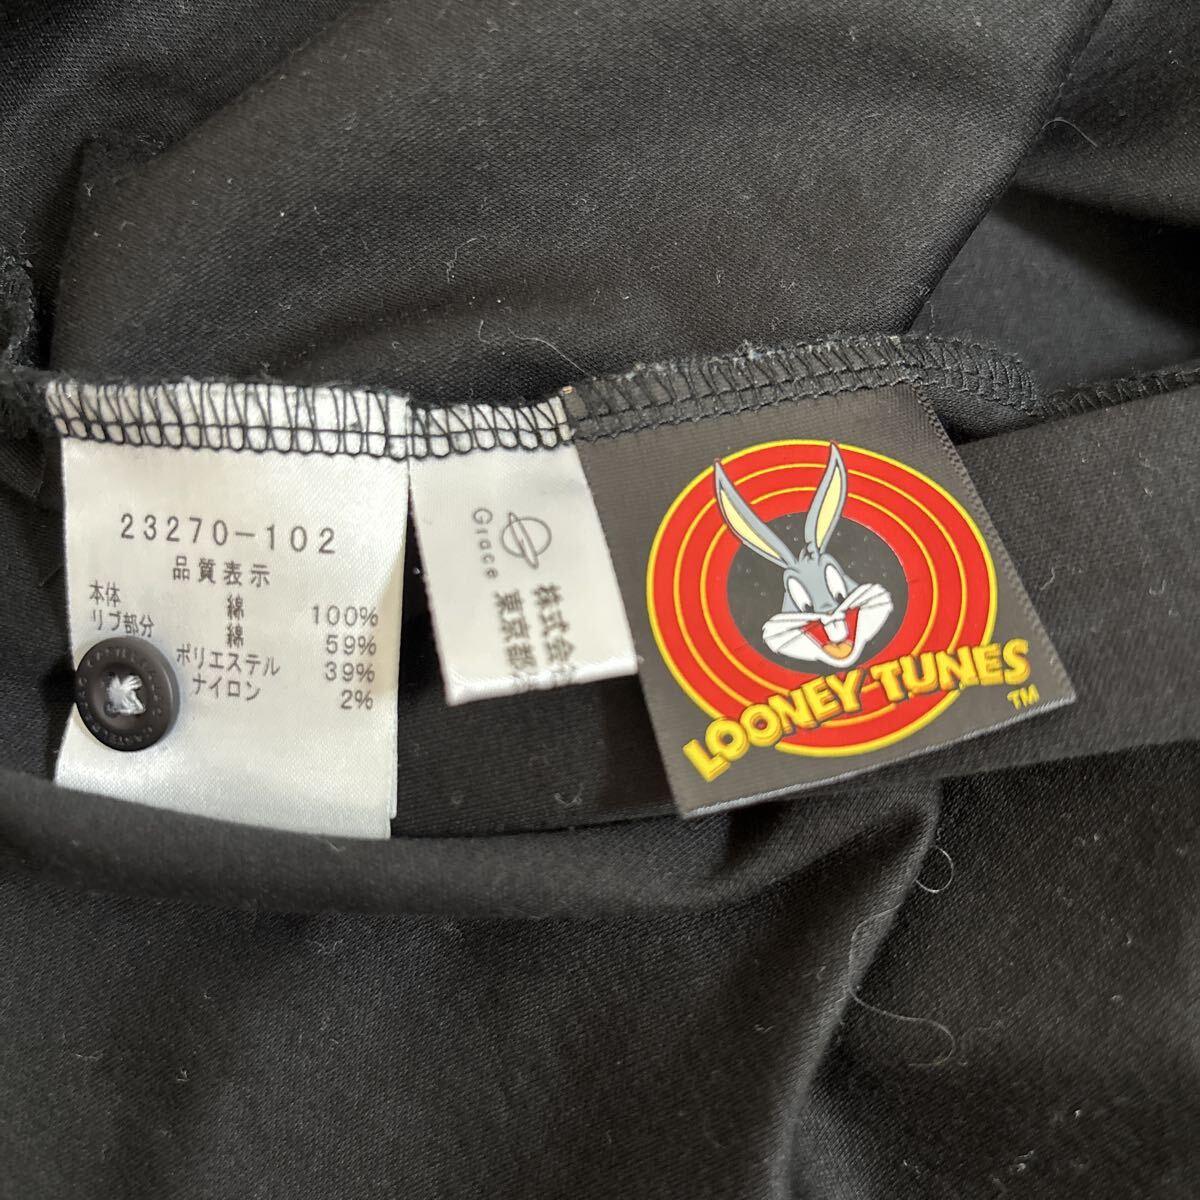 23270-102
品質表示
本体 綿 100%
リブ部分 綿 59%
ポリエステル 39%
ナイロン 2%
Grace
株式会
東京都
LOONEY TUNES
TM